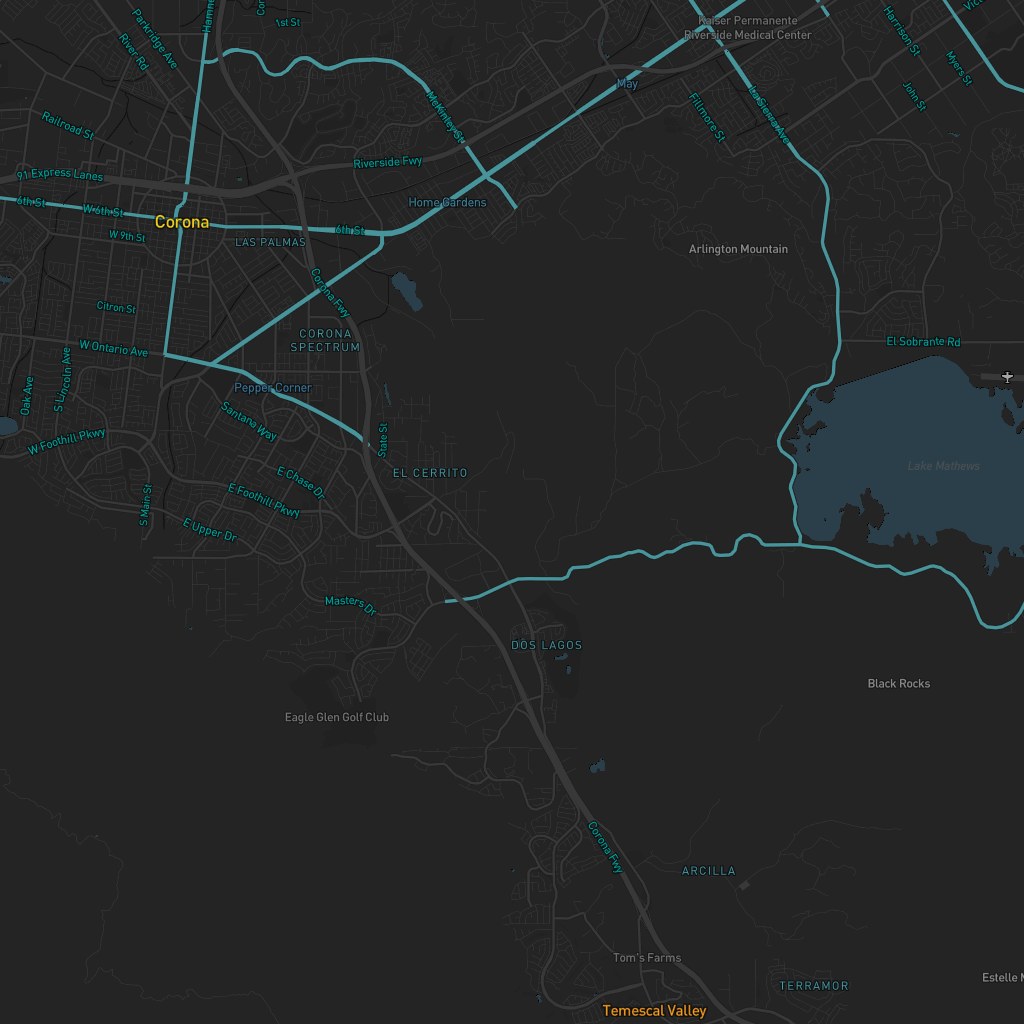 Hamne
1st St
Parkridge Ave
River Rd
Kaiser Permanente
Riverside Medical Center
Harrison St
Myers St
John St
May
La Sierra Ave
Fillmore St
McKinley St
Railroad St
Riverside Fwy
91 Express Lanes
6th St
W 6th St
Home Gardens
Corona
6th St
W 9th St
LAS PALMAS
Arlington Mountain
Corona Fwy
Citron St
CORONA
SPECTRUM
El Sobrante Rd
W Ontario Ave
S Lincoln Ave
Oak Ave
Pepper Corner
Santana Way
State St
W Foothill Pkwy
EL CERRITO
Lake Mathews
E Chase Dr
E Foothill Pkwy
S Main St
E Upper Dr
Masters Dr
DOS LAGOS
Black Rocks
Eagle Glen Golf Club
Corona Fwy
ARCILLA
Tom's Farms
Estelle
TERRAMOR
Temescal Valley